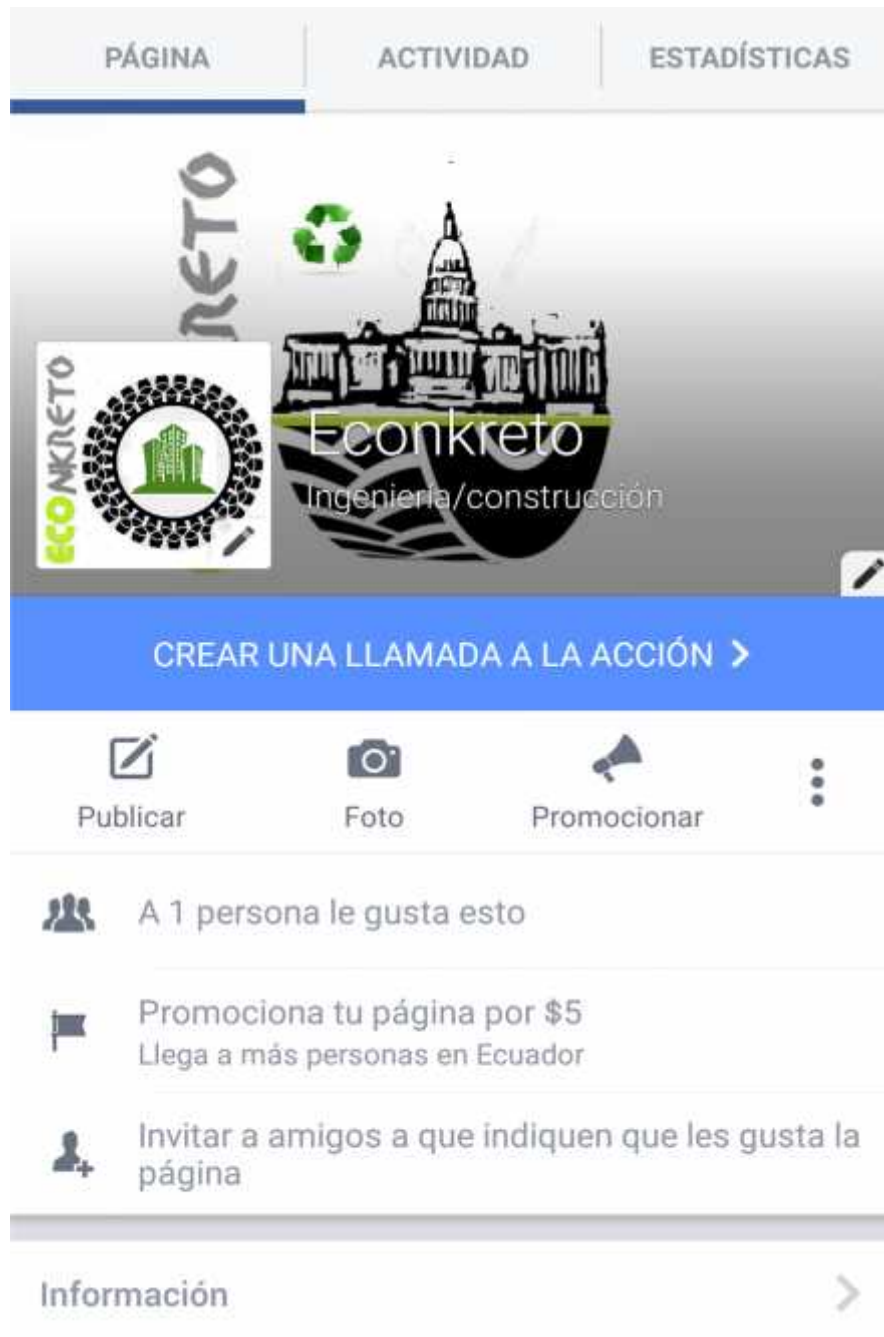 PÁGINA
ACTIVIDAD
ESTADÍSTICAS
RETO
ECONKRETO
Econkreto
Ingeniería/construcción
CREAR UNA LLAMADA A LA ACCIÓN
Publicar
Foto
Promocionar
A 1 persona le gusta esto
Promociona tu página por $5
Llega a más personas en Ecuador
Invitar a amigos a que indiquen que les gusta la
página
Información